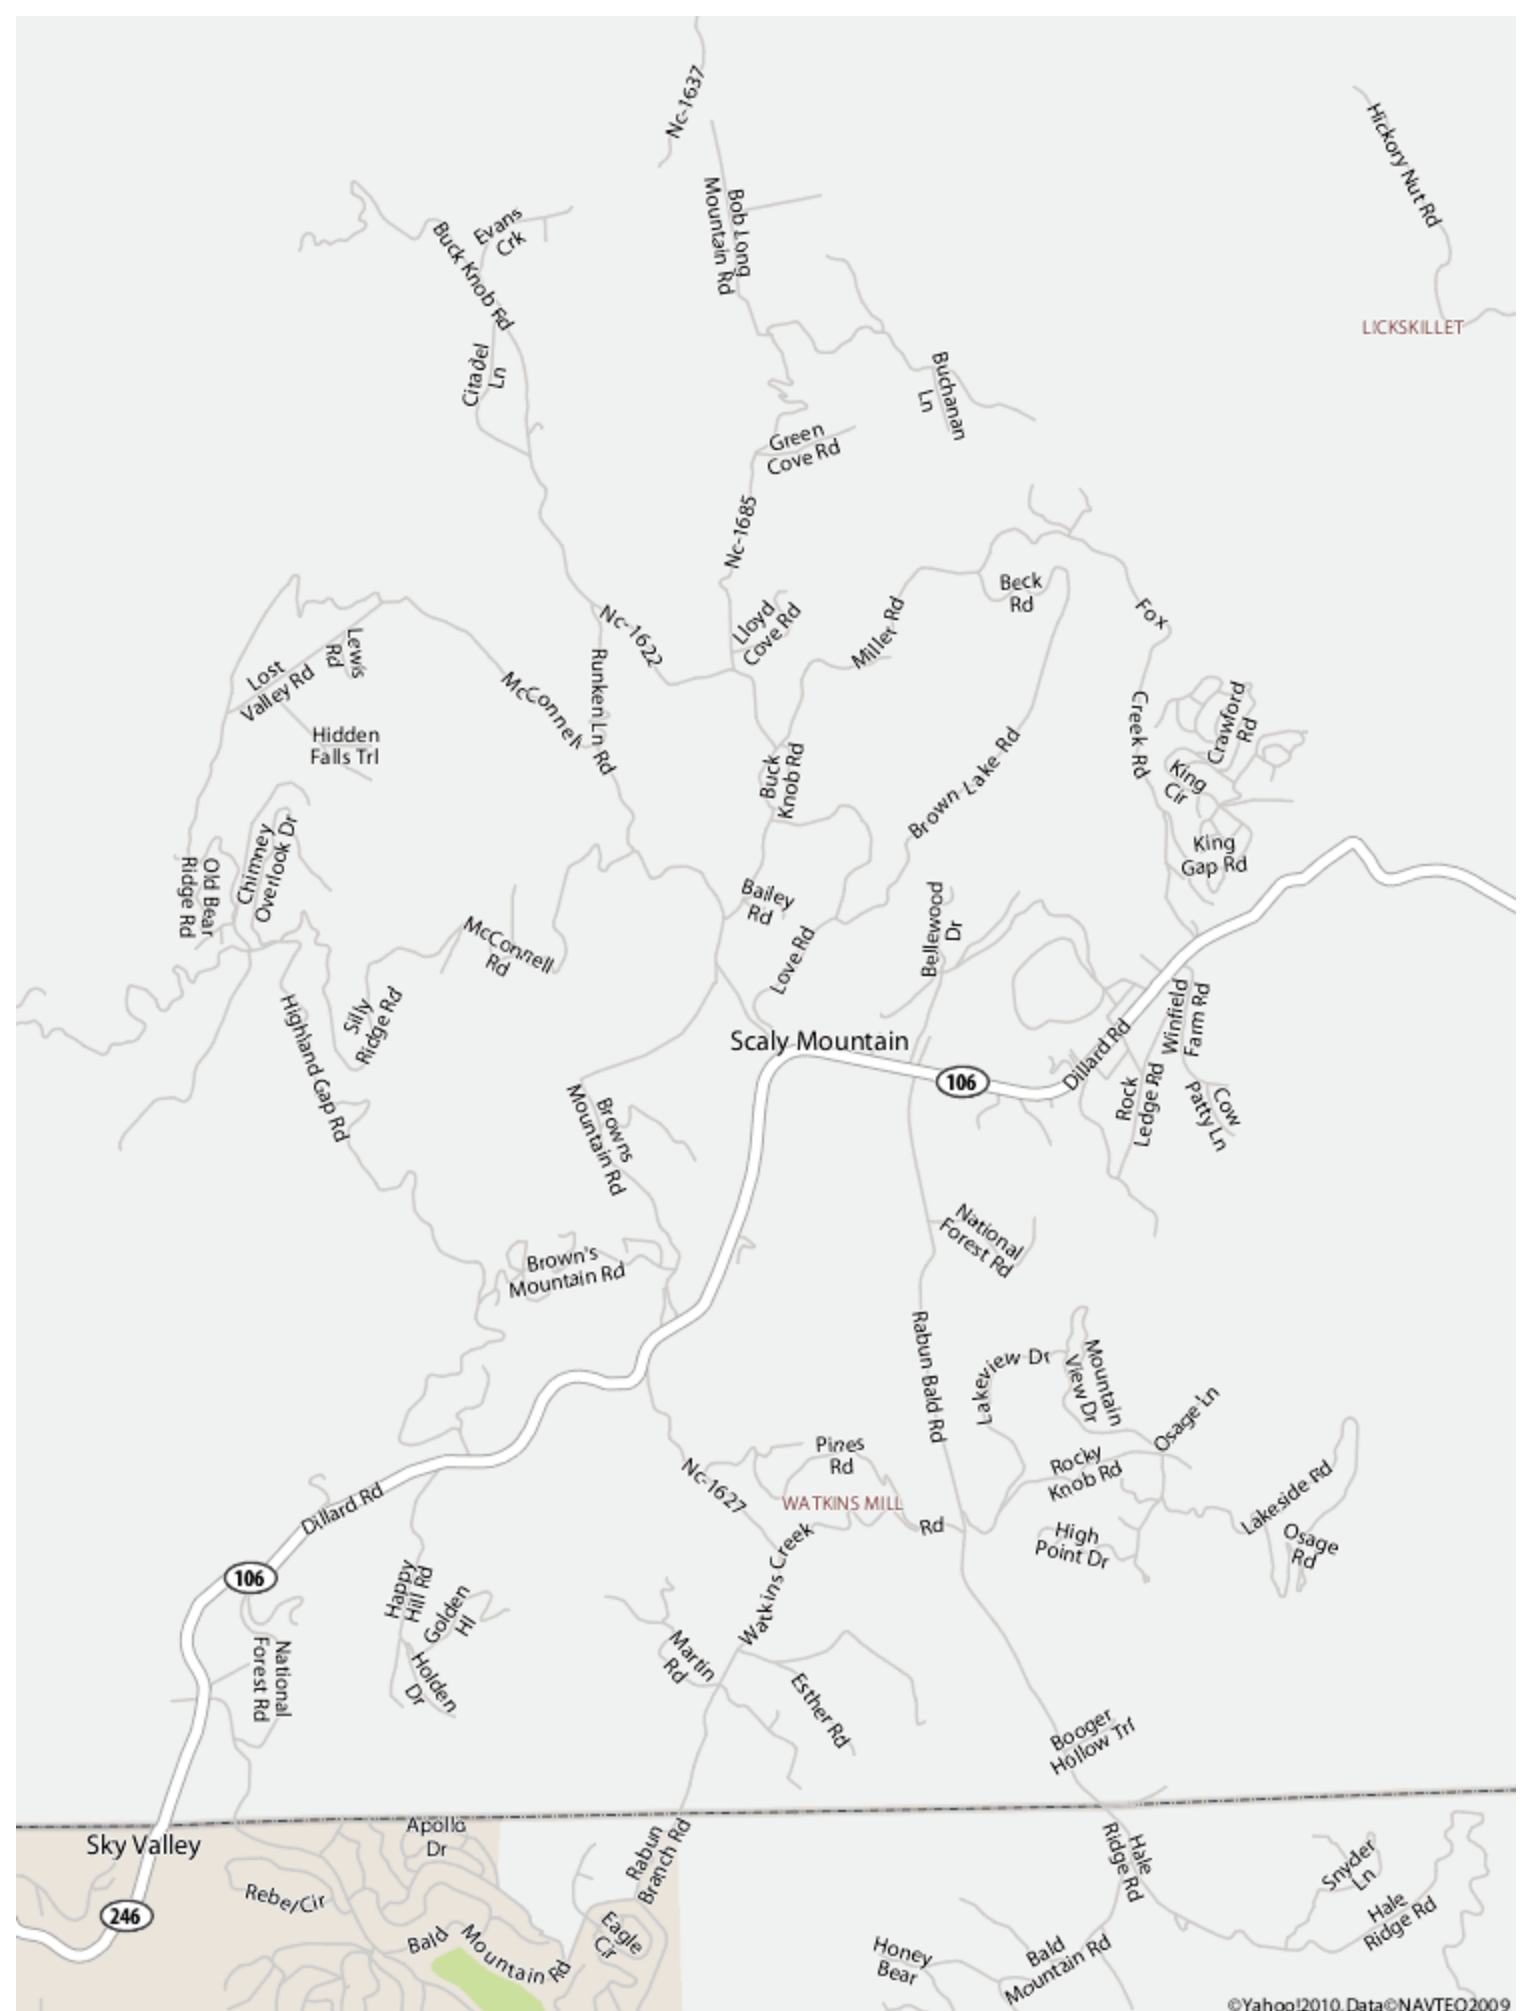 Nc-1637
Hickory Nut Rd
Bob Long
Mountain Rd
Evans
Crk
Buck Knob Rd
LICKSKILLET
Citadel
Ln
Buchanan
Ln
Green
Cove Rd
Nc-1685
Beck
Rd
Fox
Creek Rd
Lloyd
Cove Rd
Miller Rd
Nc-1622
Lewis
Rd
Lost
Valley Rd
Runken Ln Rd
McConnell
Hidden
Falls Trl
Crawford
Rd
King
Cir
Buck
Knob Rd
Brown Lake Rd
King
Gap Rd
Chimney
Overlook Dr
Old Bear
Ridge Rd
Bailey
Rd
Bellewood
Dr
McConnell
Rd
Love Rd
Silly
Ridge Rd
Highland Gap Rd
Winfield
Farm Rd
Scaly Mountain
Dillard Rd
106
Rock
Ledge Rd
Cow
Patty Ln
Browns
Mountain Rd
National
Forest Rd
Brown's
Mountain Rd
Rabun Bald Rd
Lakeview Dr
Mountain
View Dr
Osage Ln
Pines
Rd
Rocky
Knob Rd
Nc-1627
WATKINS MILL
Lakeside Rd
Dillard Rd
Watkins Creek
Rd
High
Point Dr
Osage
Rd
106
Happy
Hill Rd
Golden
Hl
National
Forest Rd
Holden
Dr
Martin
Rd
Esther Rd
Booger
Hollow Trl
Sky Valley
Apollo
Dr
Rabun
Branch Rd
Hale
Ridge Rd
Snyder
Ln
Rebel Cir
246
Bald
Mountain Rd
Eagle
Cir
Hale
Ridge Rd
Honey
Bear
Bald
Mountain Rd
©Yahoo!2010, Data©NAVTEQ2009